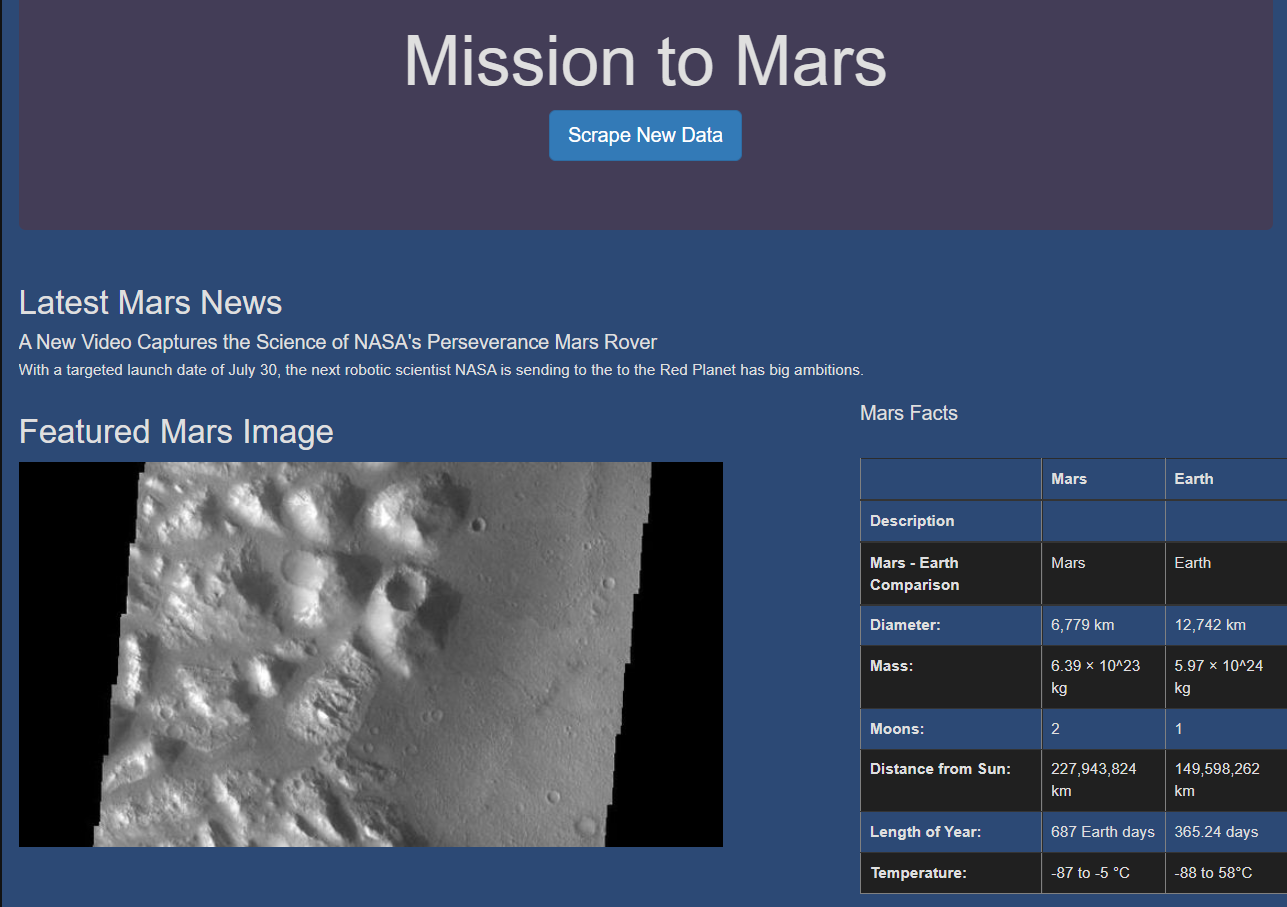 Mission to Mars
Scrape New Data
Latest Mars News
A New Video Captures the Science of NASA's Perseverance Mars Rover
With a targeted launch date of July 30, the next robotic scientist NASA is sending to the to the Red Planet has big ambitions.
Featured Mars Image
Mars Facts
Mars Earth
Description
Mars - Earth Comparison Mars Earth
Diameter: 6,779 km 12,742 km
Mass: 6.39 × 10^23 kg 5.97 × 10^24 kg
Moons: 2 1
Distance from Sun: 227,943,824 km 149,598,262 km
Length of Year: 687 Earth days 365.24 days
Temperature: -87 to -5 °C -88 to 58°C